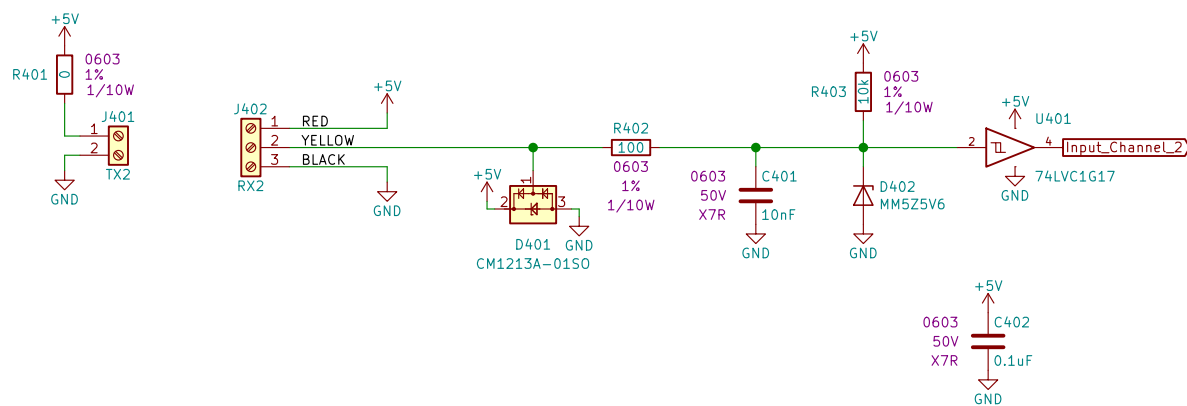 +5V
R401
0
0603
1%
1/10W
J401
1
2
TX2
GND
J402
1
2
3
RX2
RED
YELLOW
BLACK
+5V
GND
+5V
1
2
3
D401
CM1213A-01SO
GND
R402
100
0603
1%
1/10W
0603
50V
X7R
C401
10nF
GND
+5V
R403
10k
0603
1%
1/10W
D402
MM5Z5V6
GND
+5V
U401
2
4
74LVC1G17
GND
Input_Channel_2
+5V
0603
50V
X7R
C402
0.1uF
GND